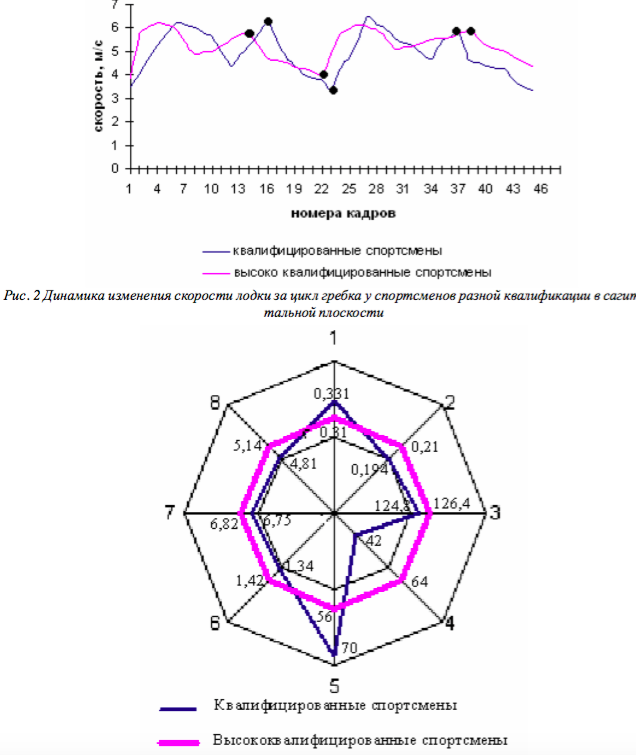 7
6
5
4
3
2
1
0
скорость, м/с
1 4 6 7 10 13 14 16 19 22 25 28 31 34 37 40 43 46
номера кадров
квалифицированные спортсмены
высоко квалифицированные спортсмены
Рис. 2 Динамика изменения скорости лодки за цикл гребка у спортсменов разной квалификации в сагит
тальной плоскости
1
0,331
8 2
5,14 0,31 0,21
4,81 0,194
7 6,82 6,75 124,8 126,4 3
1,34 42
1,42 64
6 56 4
70
5
Квалифицированные спортсмены
Высококвалифицированные спортсмены